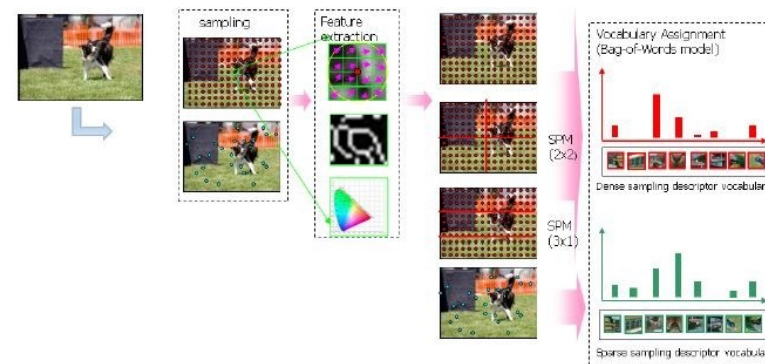 sampling
Feature
extraction
SPM
(2x2)
SPM
(3x1)
Vocabulary Assignment
(Bag-of-Words model)
Dense sampling descriptor vocabular
Sparse sampling descriptor vocabular